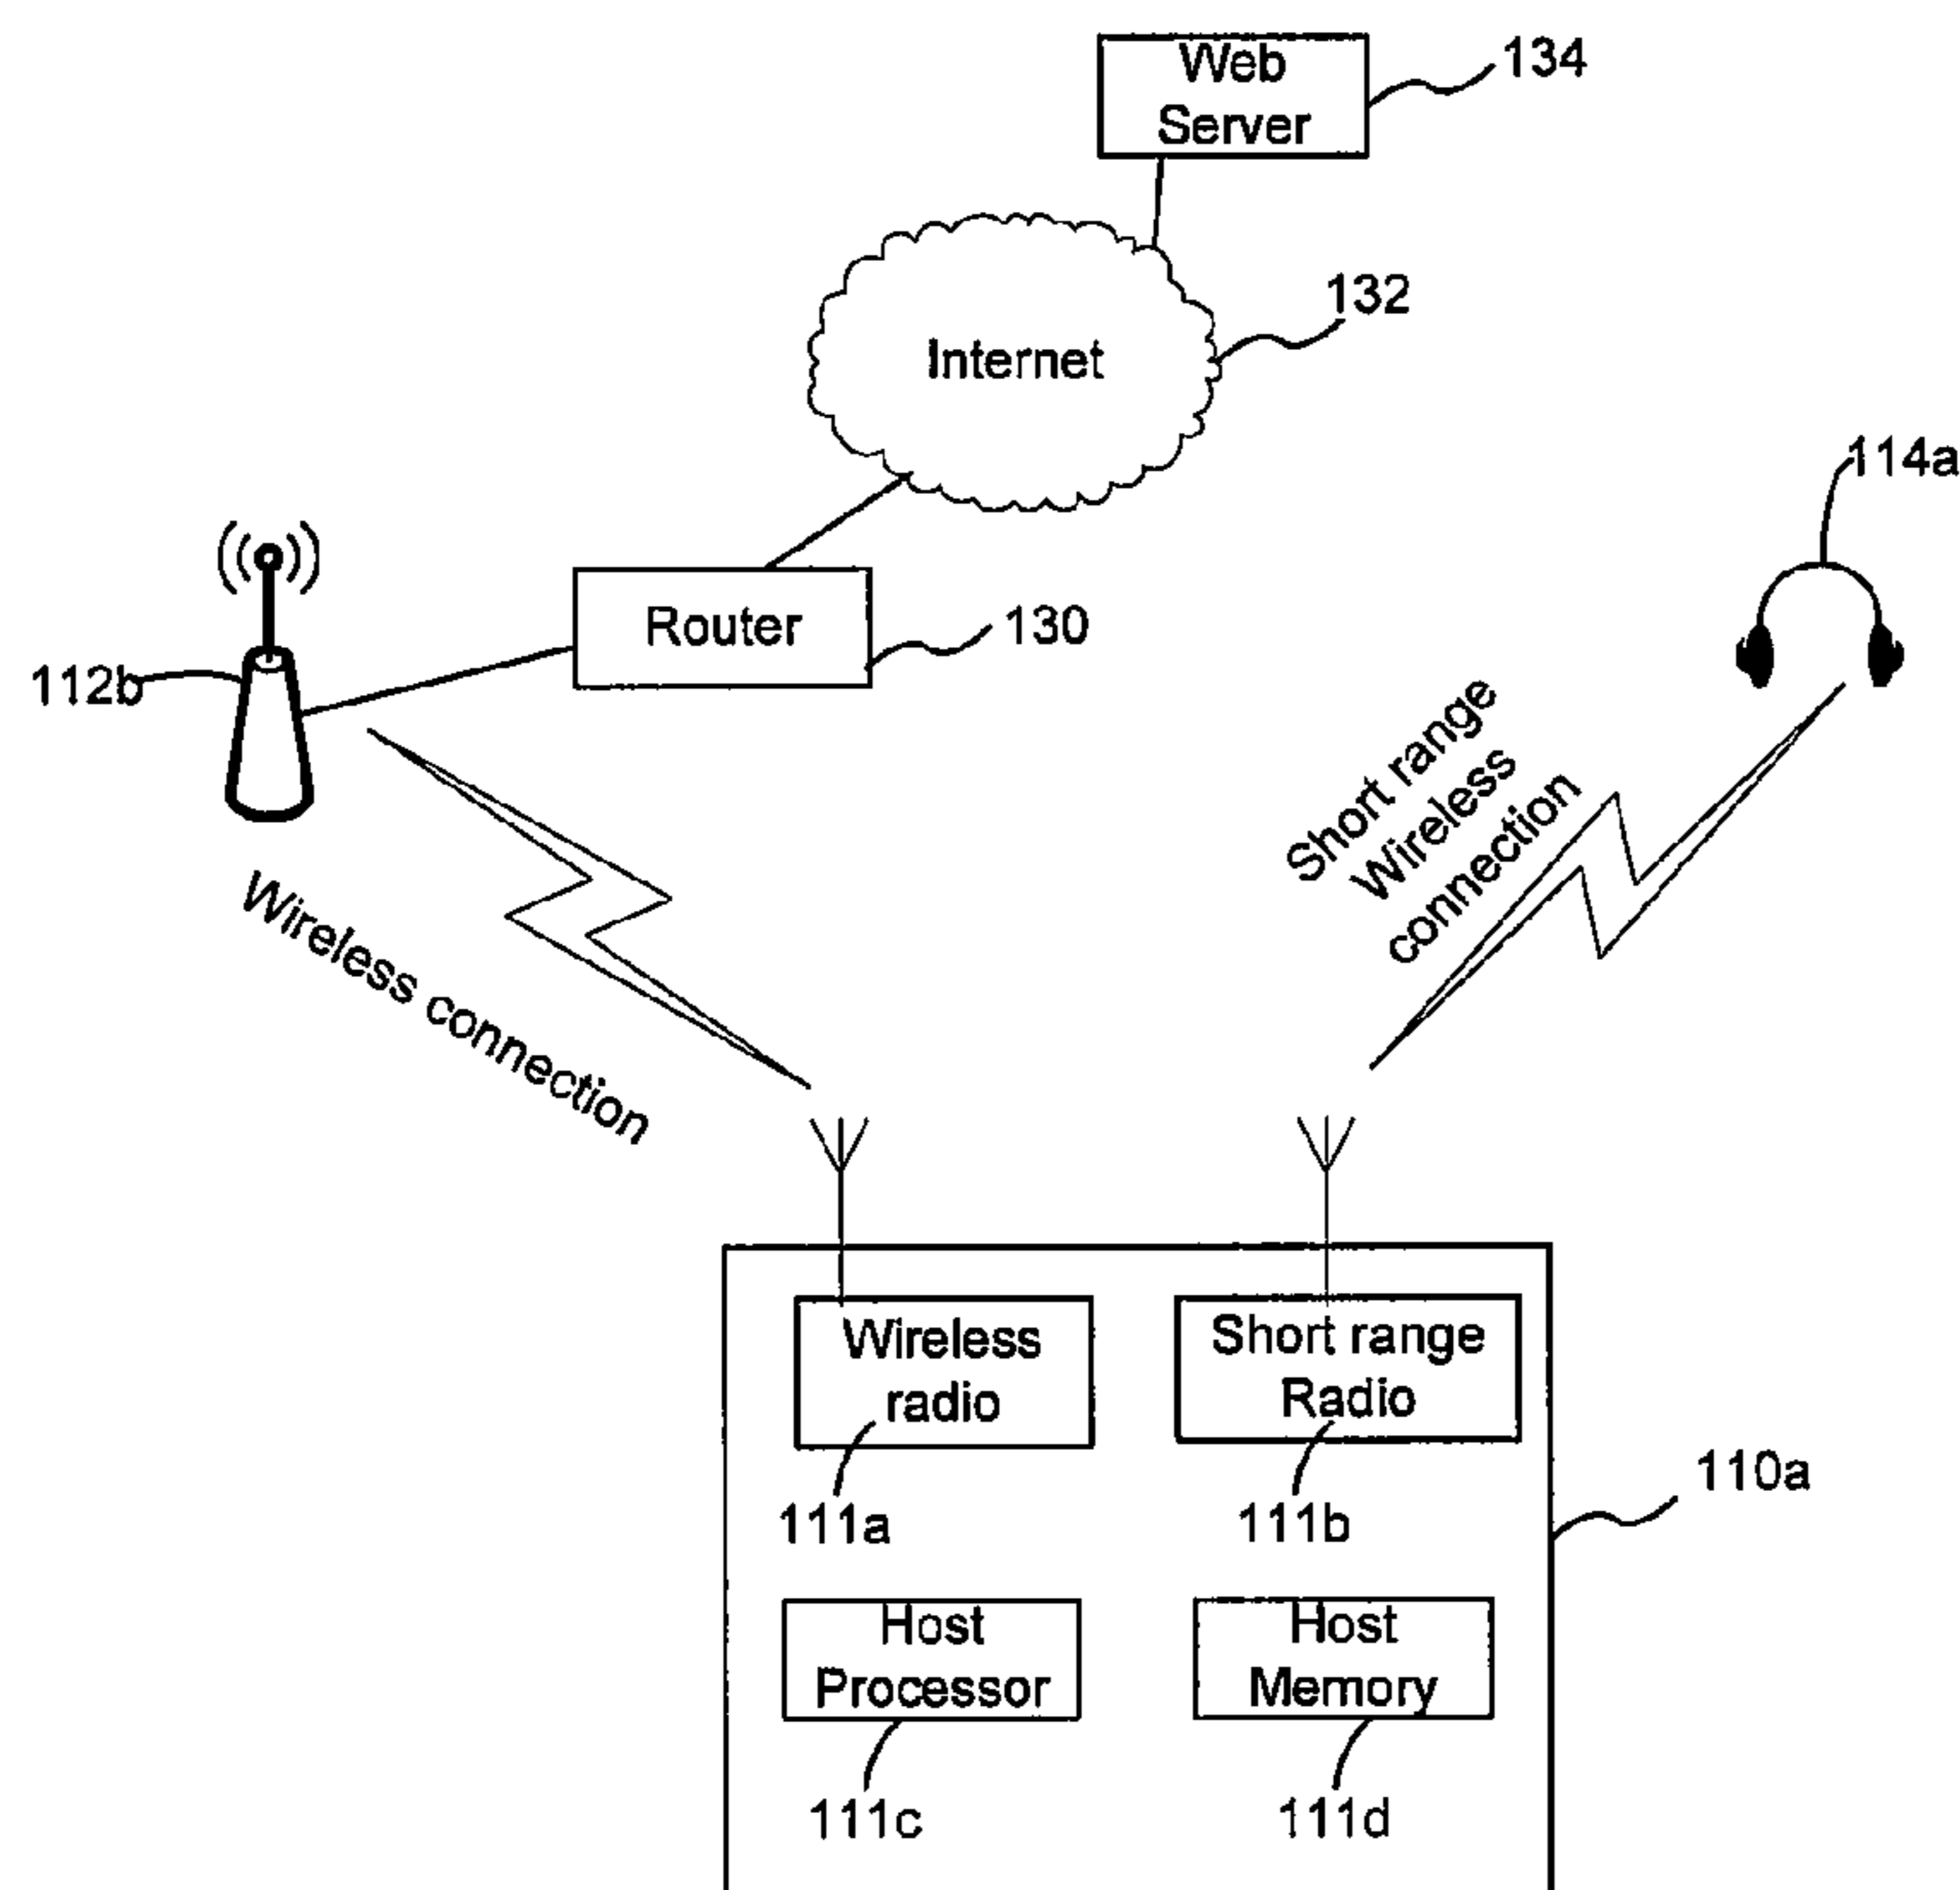 Web
Server
134
132
Internet
114a
Router
130
112b
Short range
Wireless
connection
Wireless connection
Wireless
radio
Short range
Radio
110a
111a
111b
Host
Processor
Host
Memory
111c
111d